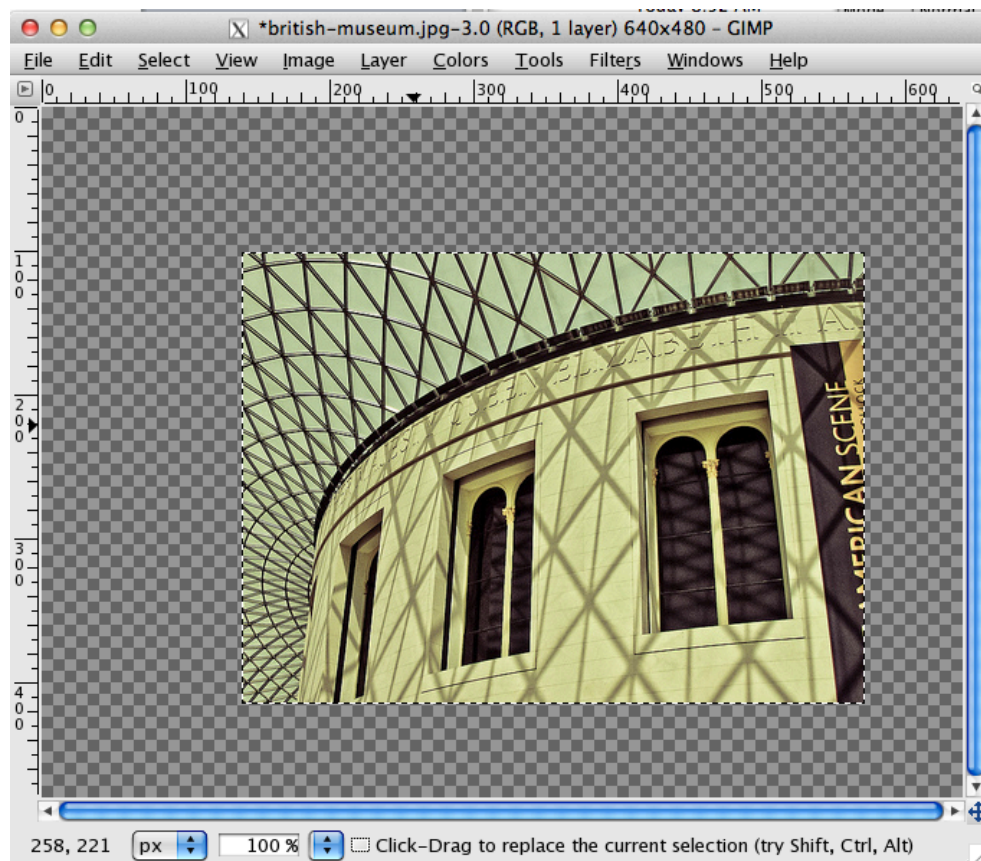 *british-museum.jpg-3.0 (RGB, 1 layer) 640x480 – GIMP
File Edit Select View Image Layer Colors Tools Filters Windows Help
0 100 200 300 400 500 600
0
100
200
300
400
QUEEN ELIZABETH
AMERICAN SCENE
258, 221 px 100 % Click-Drag to replace the current selection (try Shift, Ctrl, Alt)